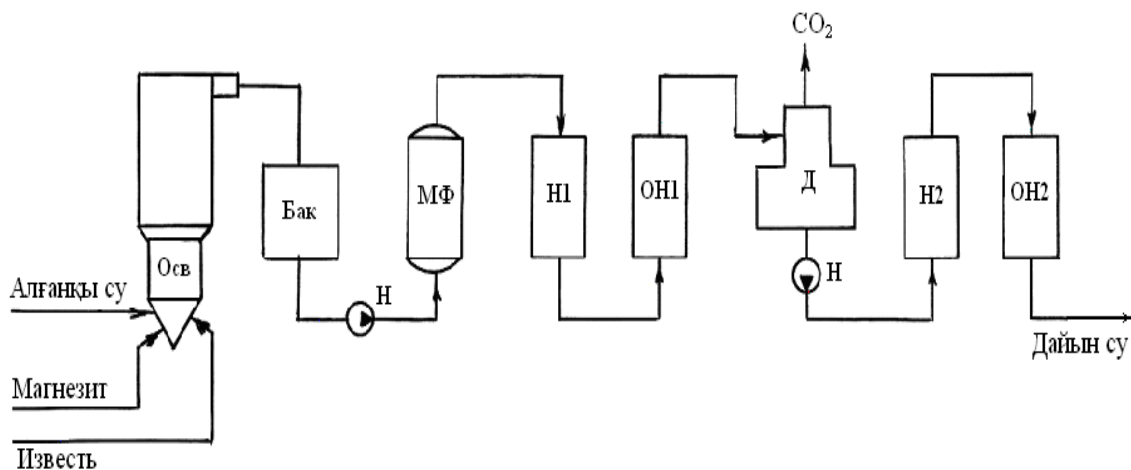 CO₂
Осв
Бак
МФ
Н1
ОН1
Д
Н2
ОН2
Н
Н
Алғанқы су
Магнезит
Известь
Дайын су